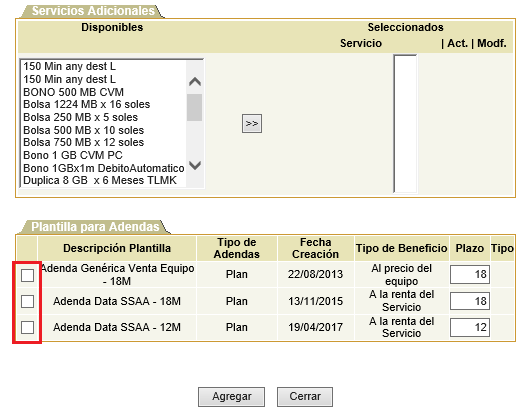 Servicios Adicionales
Disponibles
Seleccionados
Servicio | Act. | Modf.
150 Min any dest L
150 Min any dest L
BONO 500 MB CVM
Bolsa 1224 MB x 16 soles
Bolsa 250 MB x 5 soles
Bolsa 500 MB x 10 soles
Bolsa 750 MB x 12 soles
Bono 1 GB CVM PC
Bono 1GBx1m DebitoAutomatico
Duplica 8 GB x 6 Meses TLMK
>>
Plantilla para Adendas
Descripción Plantilla Tipo de Adendas Fecha Creación Tipo de Beneficio Plazo Tipo
Adenda Genérica Venta Equipo - 18M Plan 22/08/2013 Al precio del equipo 18
Adenda Data SSAA - 18M Plan 13/11/2015 A la renta del Servicio 18
Adenda Data SSAA - 12M Plan 19/04/2017 A la renta del Servicio 12
Agregar Cerrar